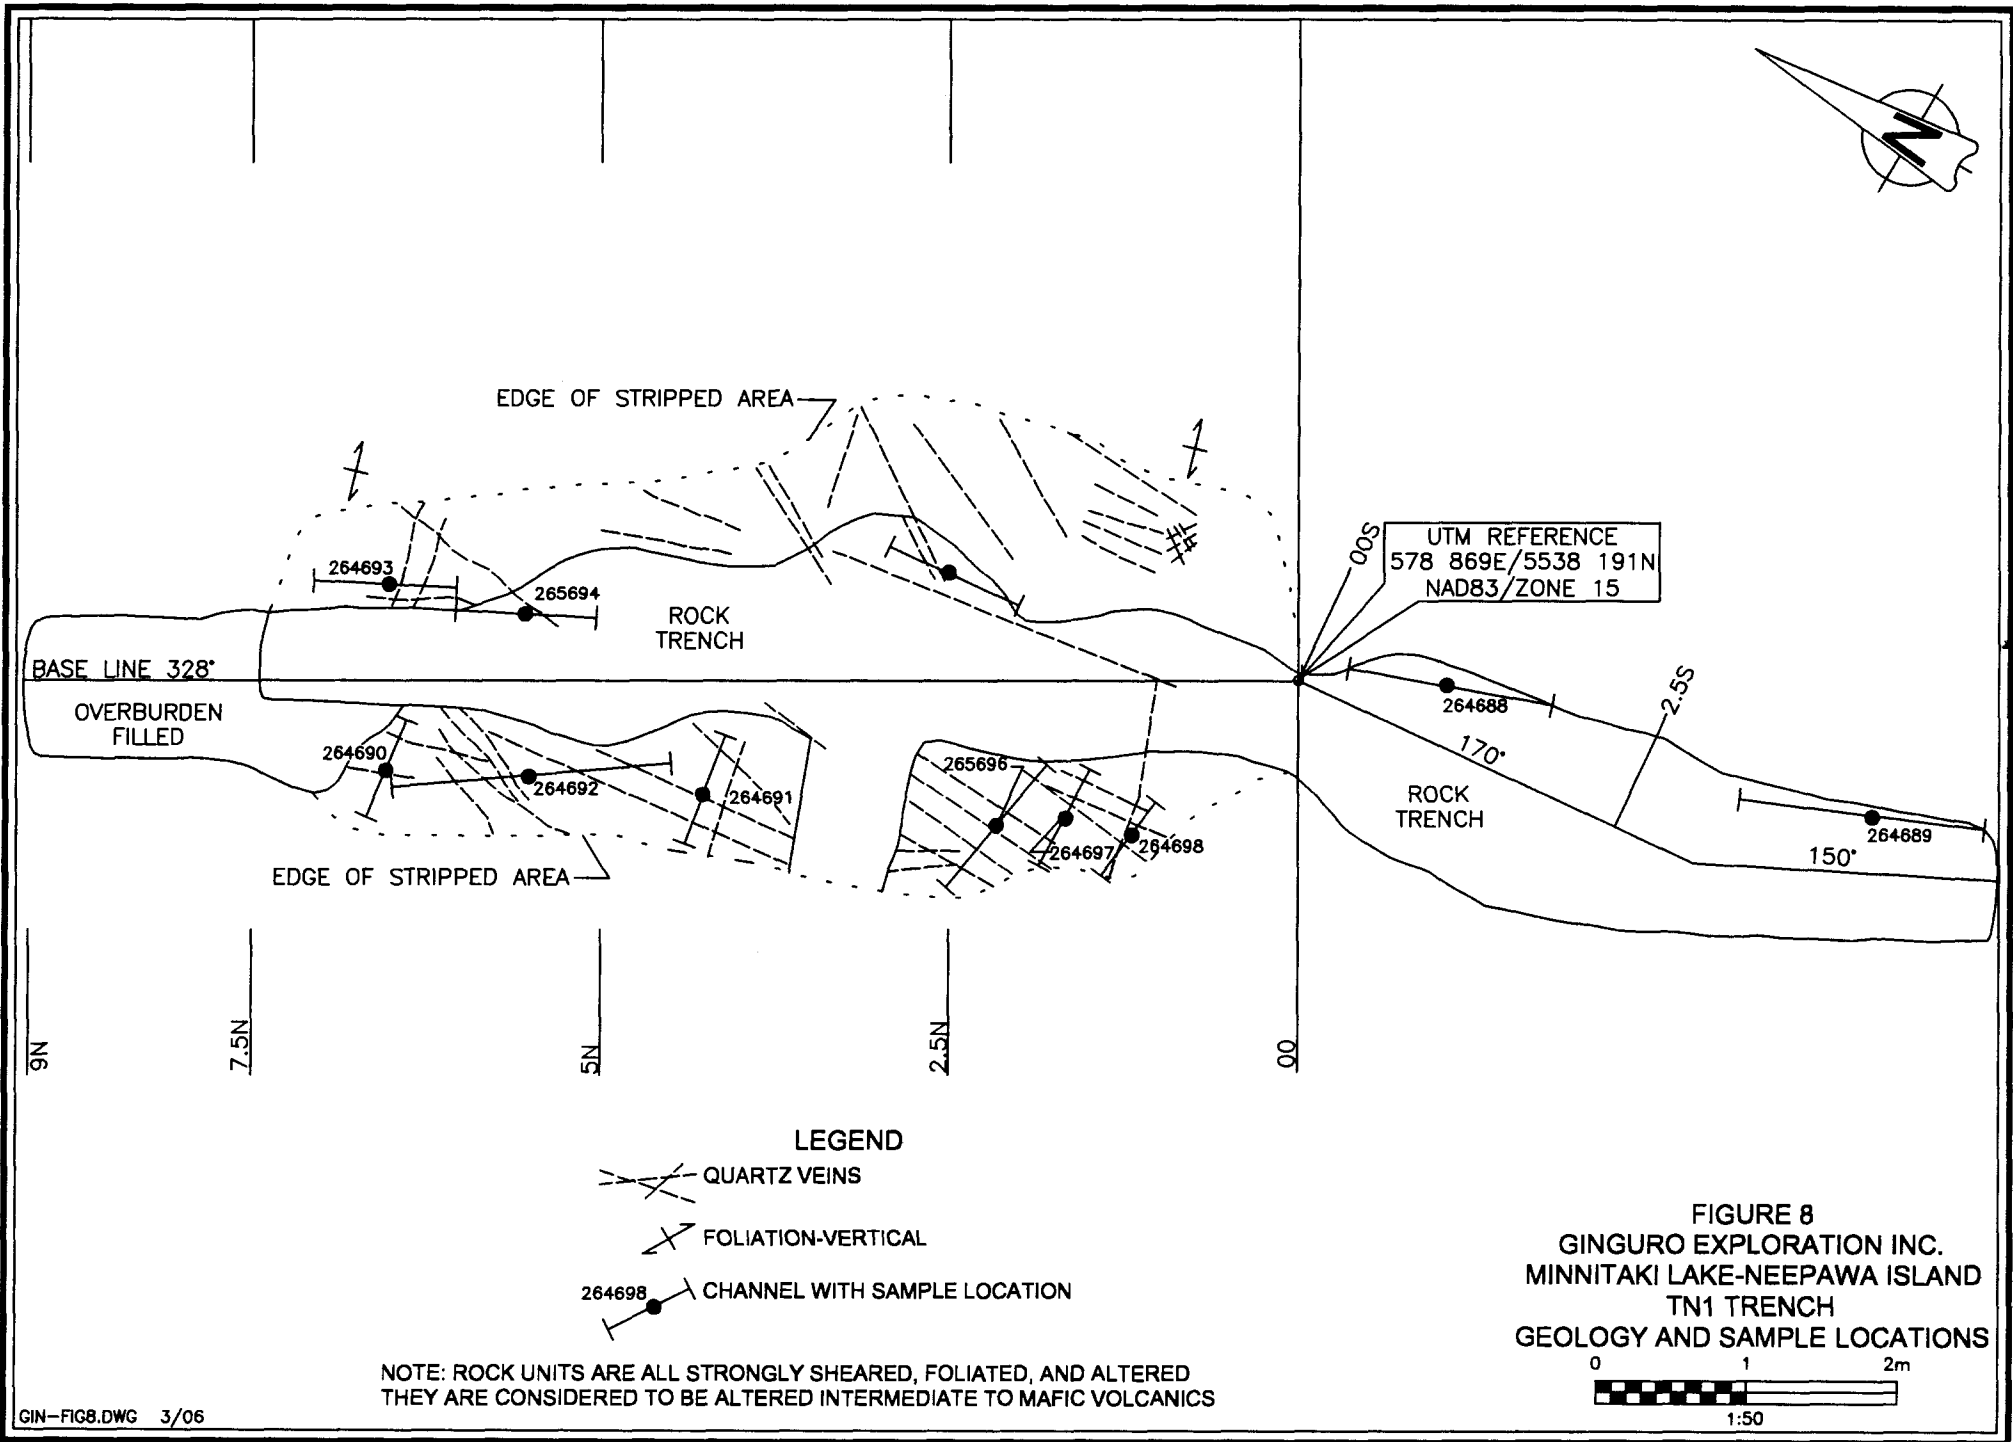 N
EDGE OF STRIPPED AREA
00S
UTM REFERENCE
578 869E/5538 191N
NAD83/ZONE 15
264693
265694
ROCK
TRENCH
BASE LINE 328°
OVERBURDEN
FILLED
264688
2.5S
170°
264690
264692
264691
265696
264697
264698
ROCK
TRENCH
264689
150°
EDGE OF STRIPPED AREA
9N
7.5N
5N
2.5N
00
LEGEND
QUARTZ VEINS
FOLIATION-VERTICAL
264698
CHANNEL WITH SAMPLE LOCATION
NOTE: ROCK UNITS ARE ALL STRONGLY SHEARED, FOLIATED, AND ALTERED
THEY ARE CONSIDERED TO BE ALTERED INTERMEDIATE TO MAFIC VOLCANICS
FIGURE 8
GINGURO EXPLORATION INC.
MINNITAKI LAKE-NEEPAWA ISLAND
TN1 TRENCH
GEOLOGY AND SAMPLE LOCATIONS
0 1 2m
1:50
GIN-FIG8.DWG 3/06